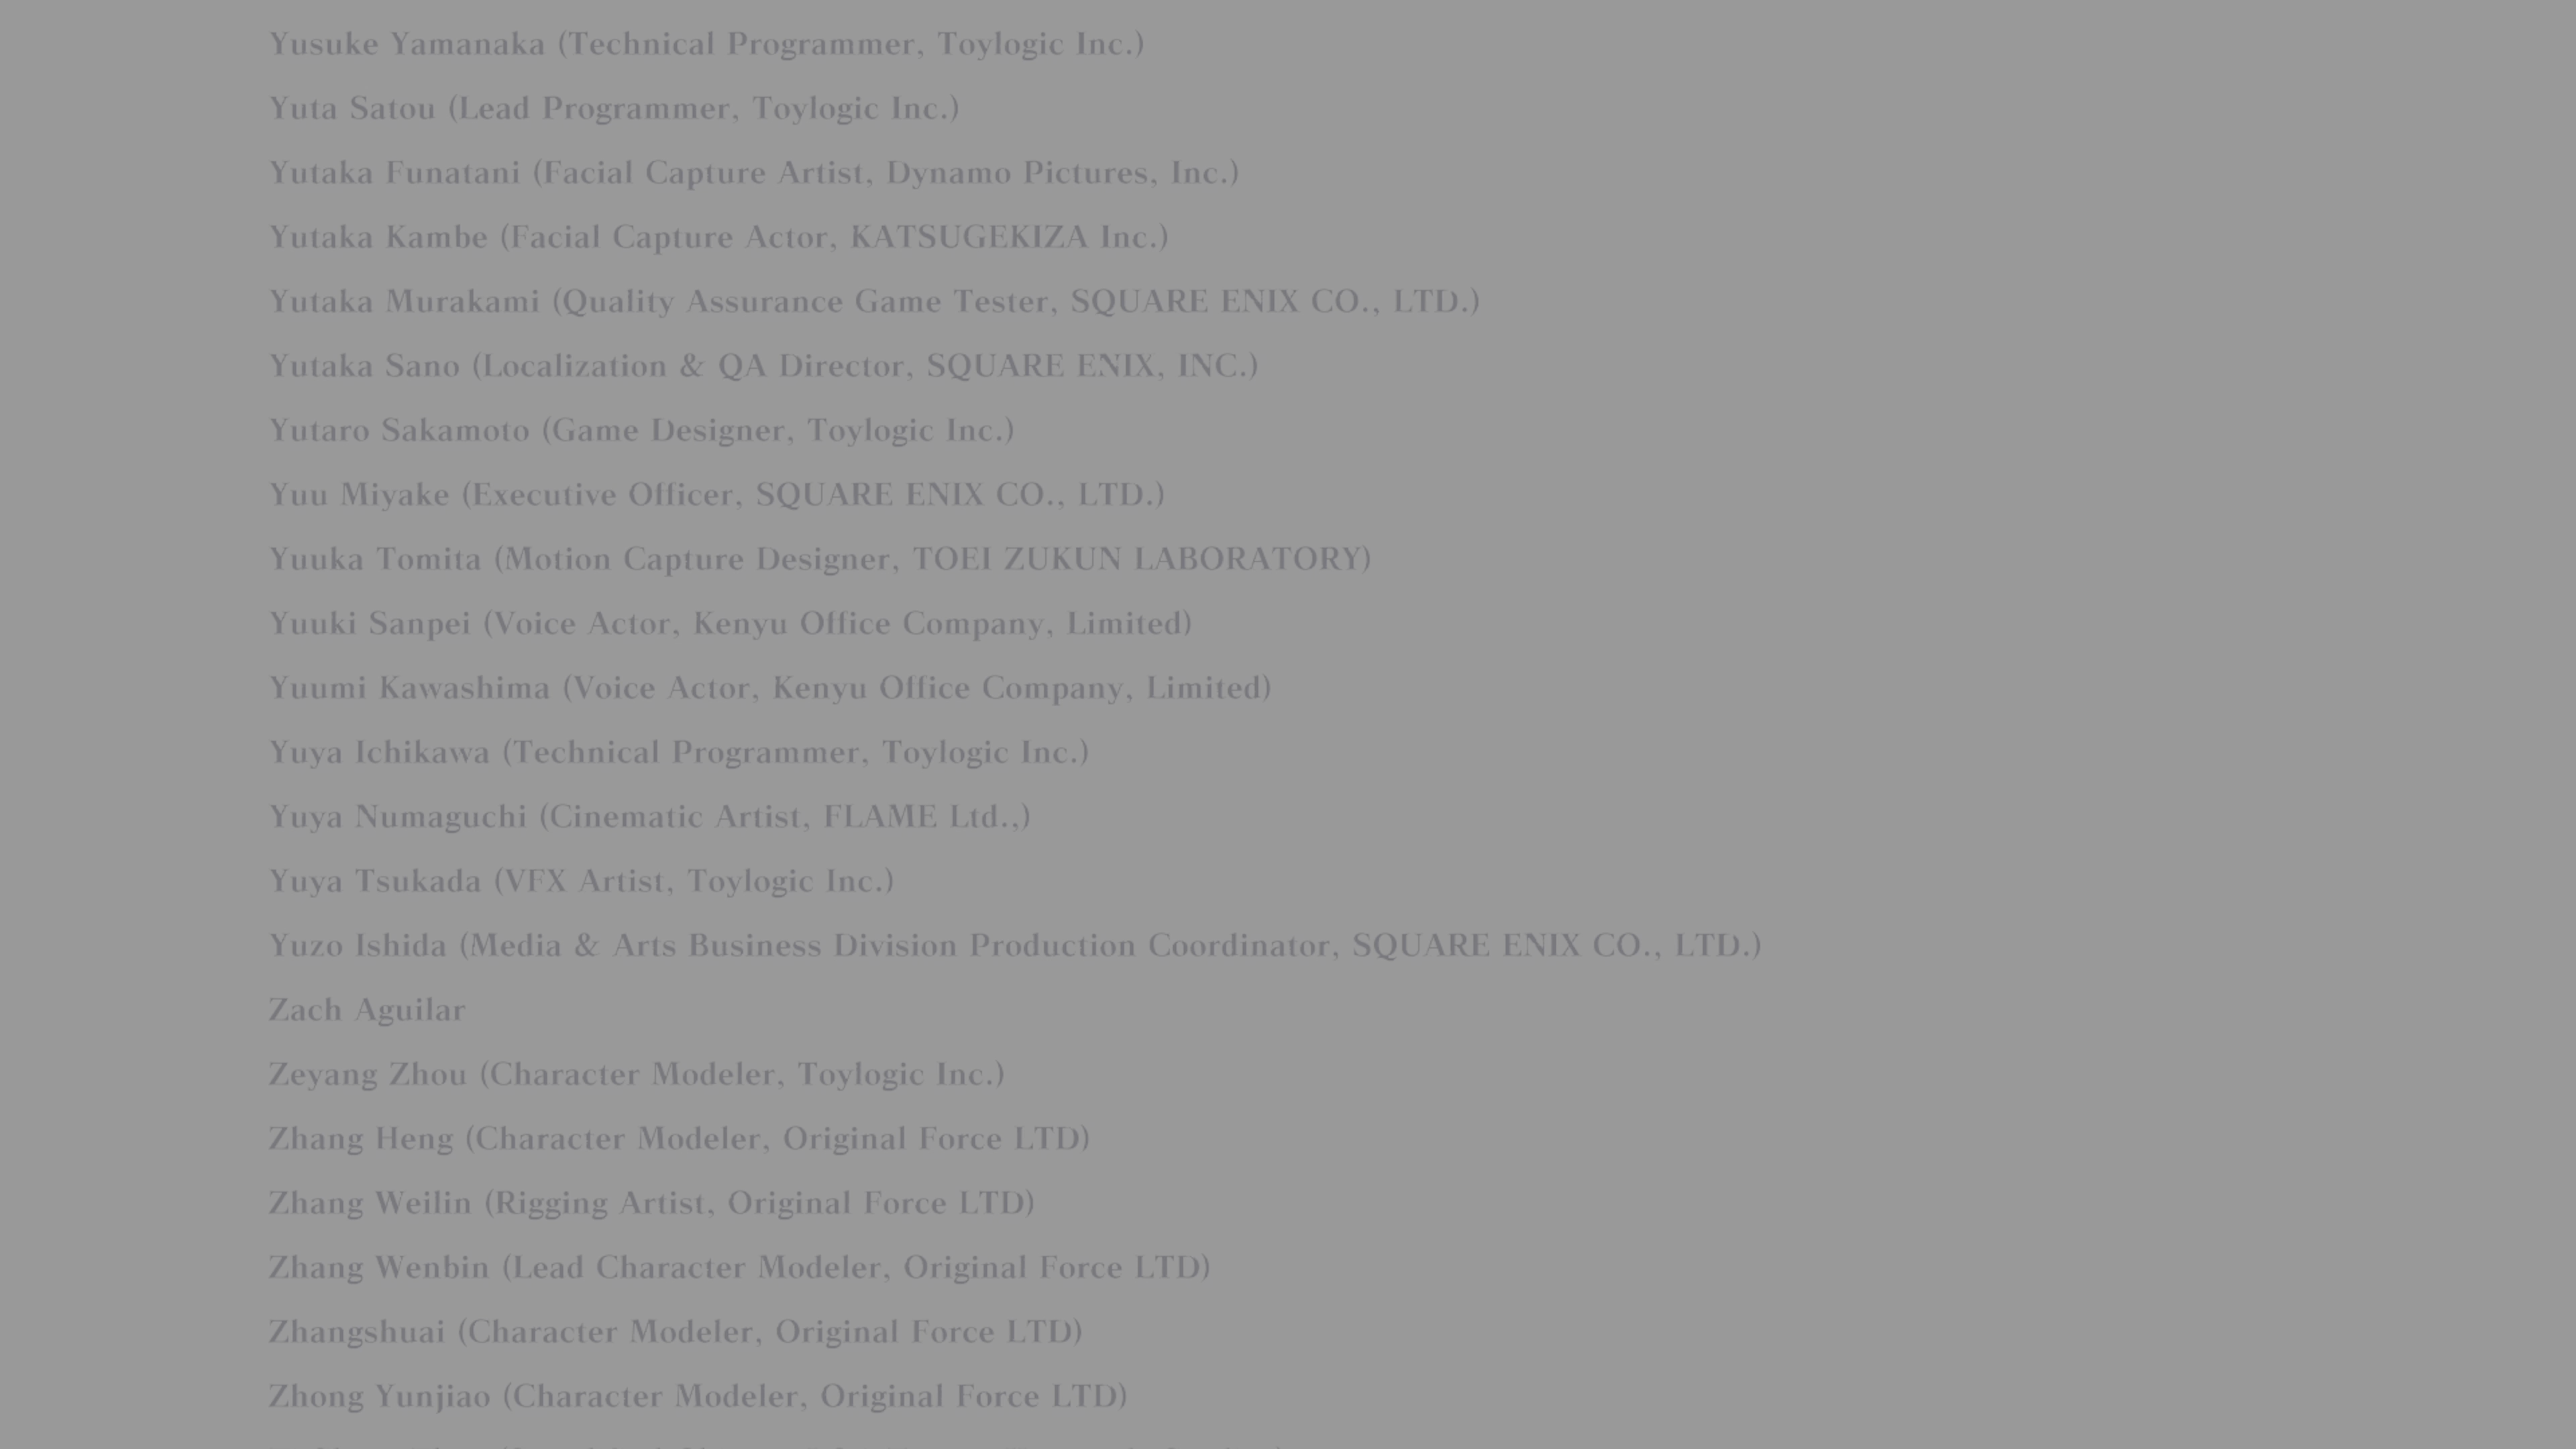 Yusuke Yamanaka (Technical Programmer, Toylogic Inc.)
Yuta Satou (Lead Programmer, Toylogic Inc.)
Yutaka Funatani (Facial Capture Artist, Dynamo Pictures, Inc.)
Yutaka Kambe (Facial Capture Actor, KATSUGEKIZA Inc.)
Yutaka Murakami (Quality Assurance Game Tester, SQUARE ENIX CO., LTD.)
Yutaka Sano (Localization & QA Director, SQUARE ENIX, INC.)
Yutaro Sakamoto (Game Designer, Toylogic Inc.)
Yuu Miyake (Executive Officer, SQUARE ENIX CO., LTD.)
Yuuka Tomita (Motion Capture Designer, TOEI ZUKUN LABORATORY)
Yuuki Sanpei (Voice Actor, Kenyu Office Company, Limited)
Yuumi Kawashima (Voice Actor, Kenyu Office Company, Limited)
Yuya Ichikawa (Technical Programmer, Toylogic Inc.)
Yuya Numaguchi (Cinematic Artist, FLAME Ltd.,)
Yuya Tsukada (VFX Artist, Toylogic Inc.)
Yuzo Ishida (Media & Arts Business Division Production Coordinator, SQUARE ENIX CO., LTD.)
Zach Aguilar
Zeyang Zhou (Character Modeler, Toylogic Inc.)
Zhang Heng (Character Modeler, Original Force LTD)
Zhang Weilin (Rigging Artist, Original Force LTD)
Zhang Wenbin (Lead Character Modeler, Original Force LTD)
Zhangshuai (Character Modeler, Original Force LTD)
Zhong Yunjiao (Character Modeler, Original Force LTD)